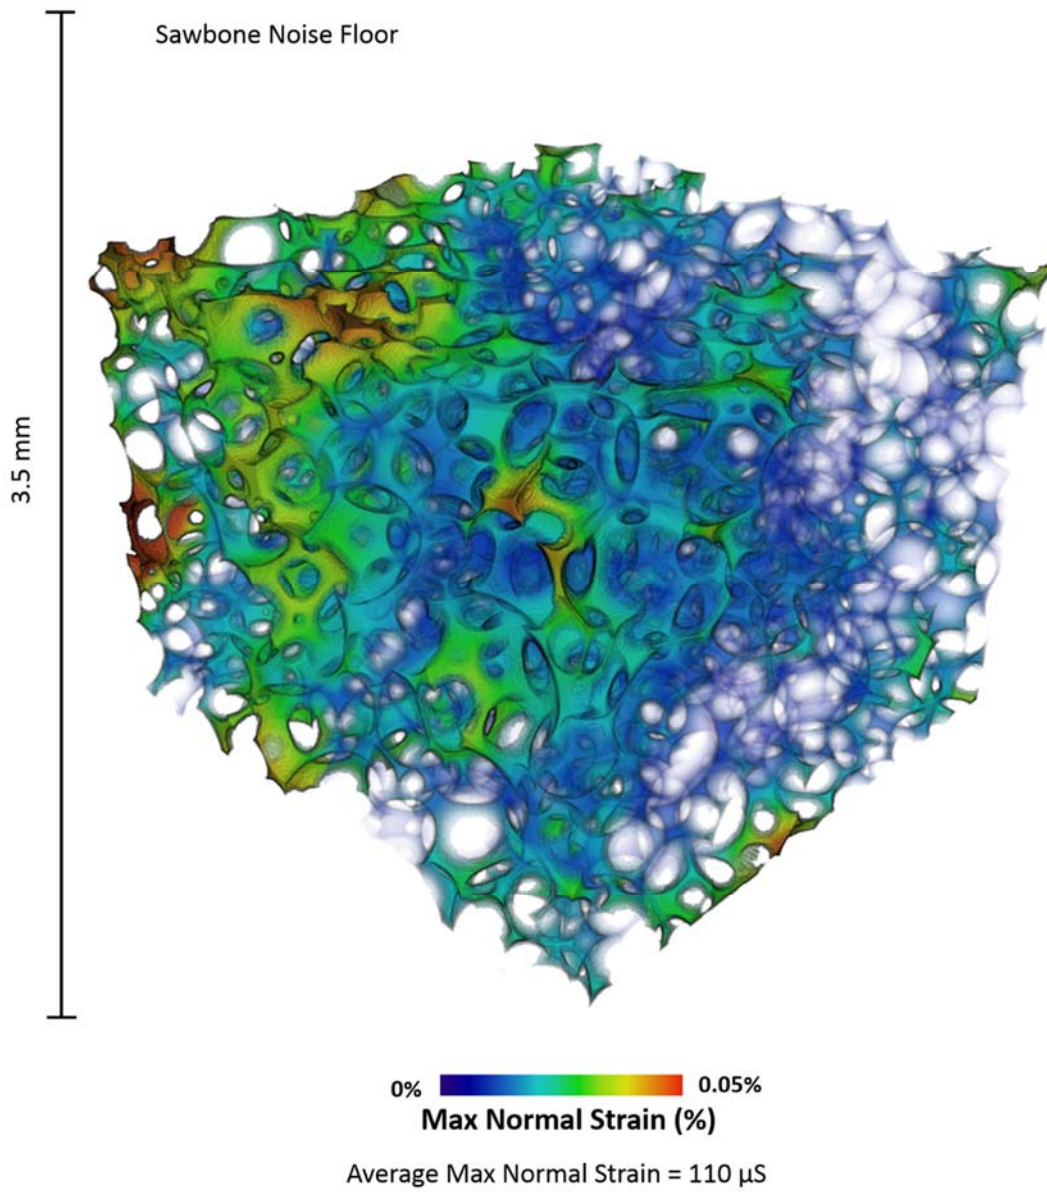 Sawbone Noise Floor
3.5 mm
0%
0.05%
Max Normal Strain (%)
Average Max Normal Strain = 110 µS